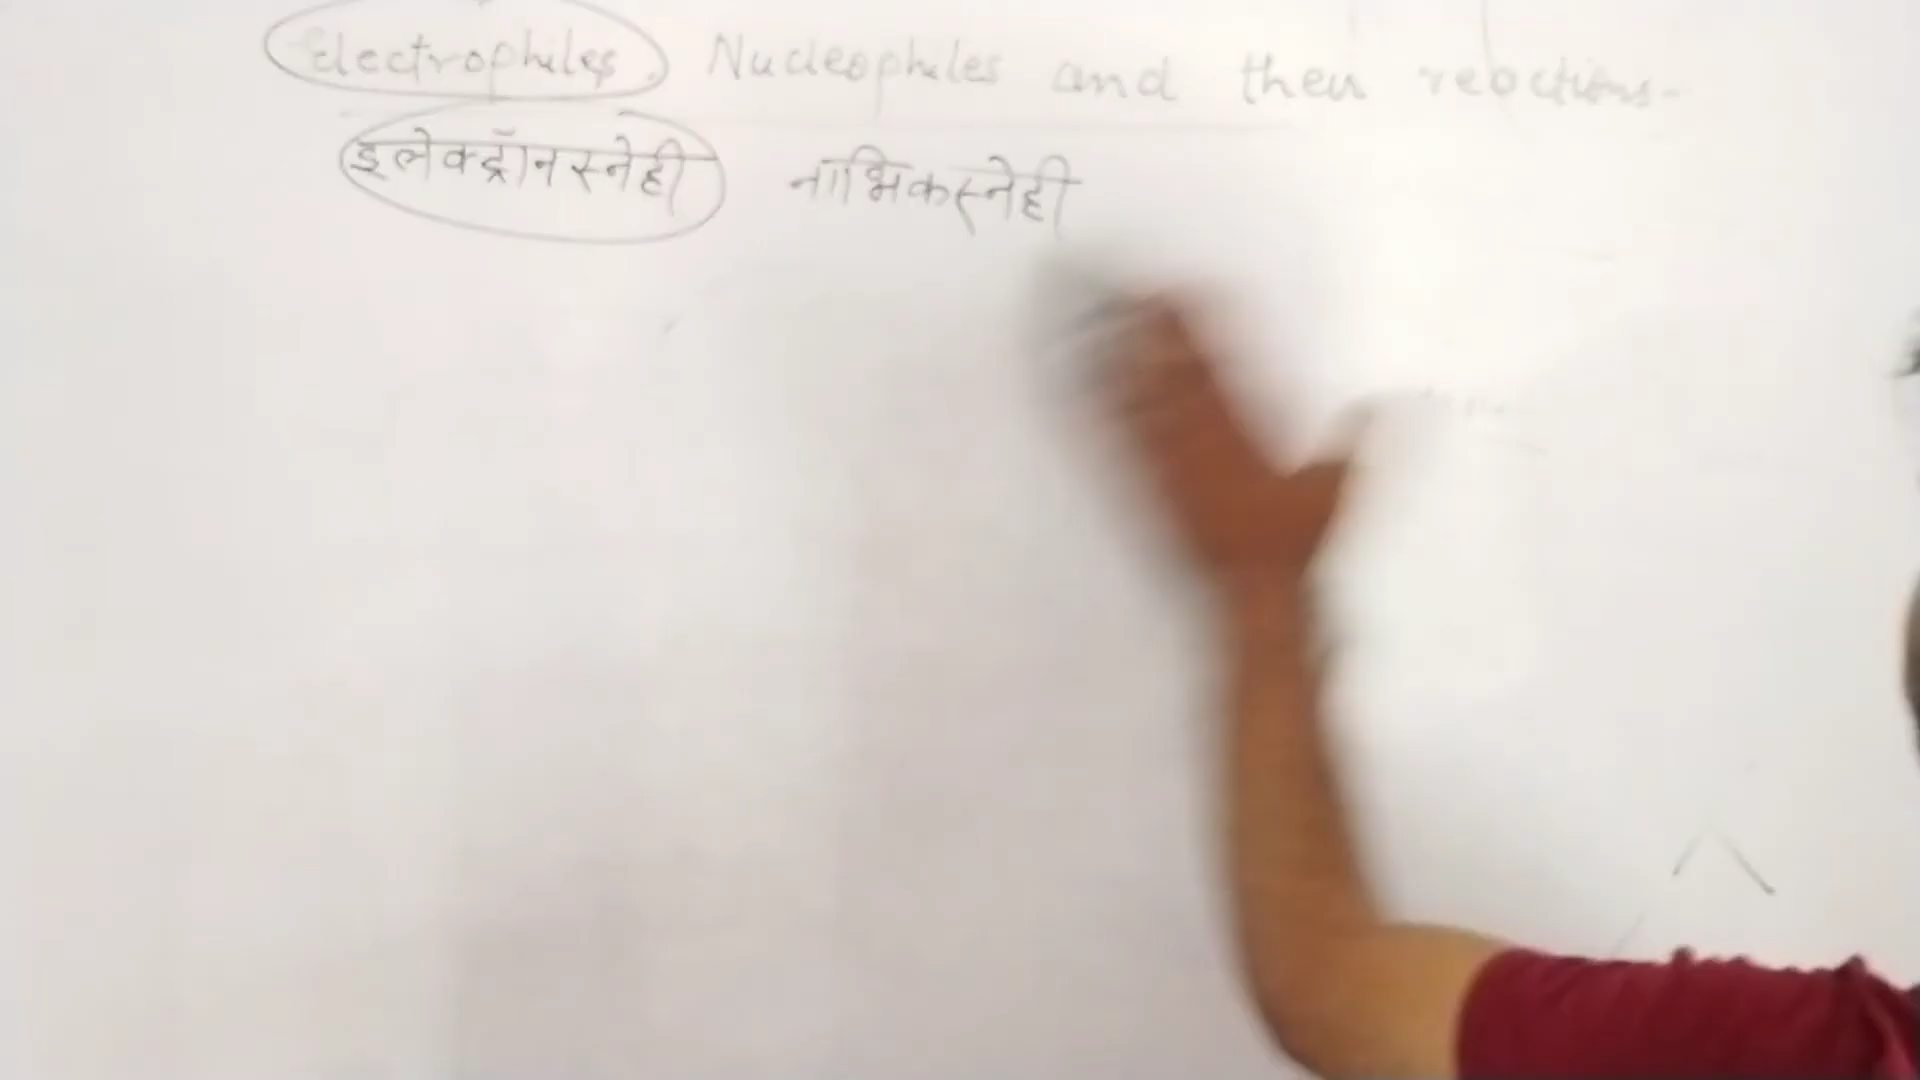 Electrophiles, Nucleophiles and their reactions-
इलेक्ट्रॉनस्नेही नाभिकस्नेही